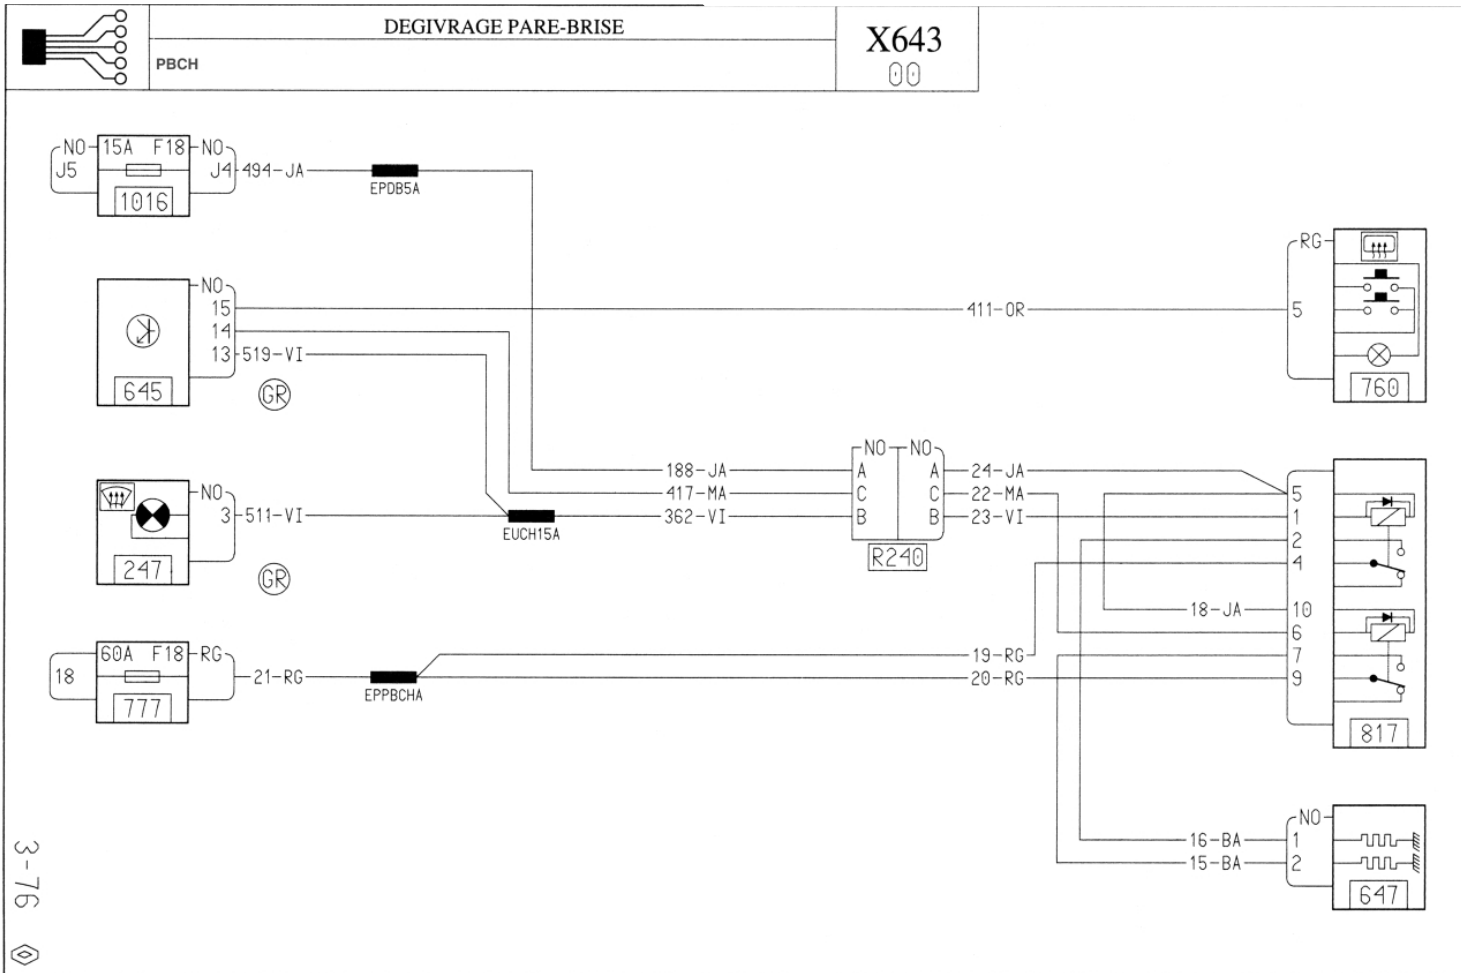 DEGIVRAGE PARE-BRISE
X643
PBCH
00
NO 15A F18 NO
J5 J4 494-JA
EPDB5A
1016
RG
NO
15 411-OR 5
14
13 519-VI
645 GR 760
NO NO
188-JA A A 24-JA
NO 417-MA C C 22-MA 5
3 511-VI 362-VI B B 23-VI 1
EUCH15A
2
R240
247 GR 4
18-JA 10
6
60A F18 RG 19-RG 7
18 21-RG 20-RG 9
EPPBCHA
777 817
NO
16-BA 1
15-BA 2
647
3-76